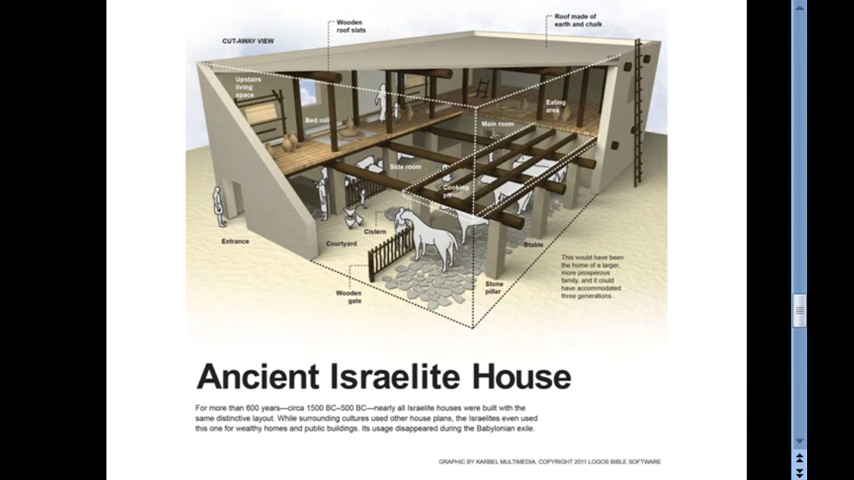 Wooden
roof slats
Roof made of
earth and chalk
CUT-AWAY VIEW
Upstairs
living
space
Bed roll
Eating
area
Main room
Side room
Cooking
Cistern
Entrance
Courtyard
Stable
Wooden
gate
Stone
pillar
This would have been
the home of a larger,
more prosperous
family, and it could
have accommodated
three generations.
Ancient Israelite House
For more than 600 years—circa 1500 BC–500 BC—nearly all Israelite houses were built with the
same distinctive layout. While surrounding cultures used other house plans, the Israelites even used
this one for wealthy homes and public buildings. Its usage disappeared during the Babylonian exile.
GRAPHIC BY KARBEL MULTIMEDIA, COPYRIGHT 2011 LOGOS BIBLE SOFTWARE